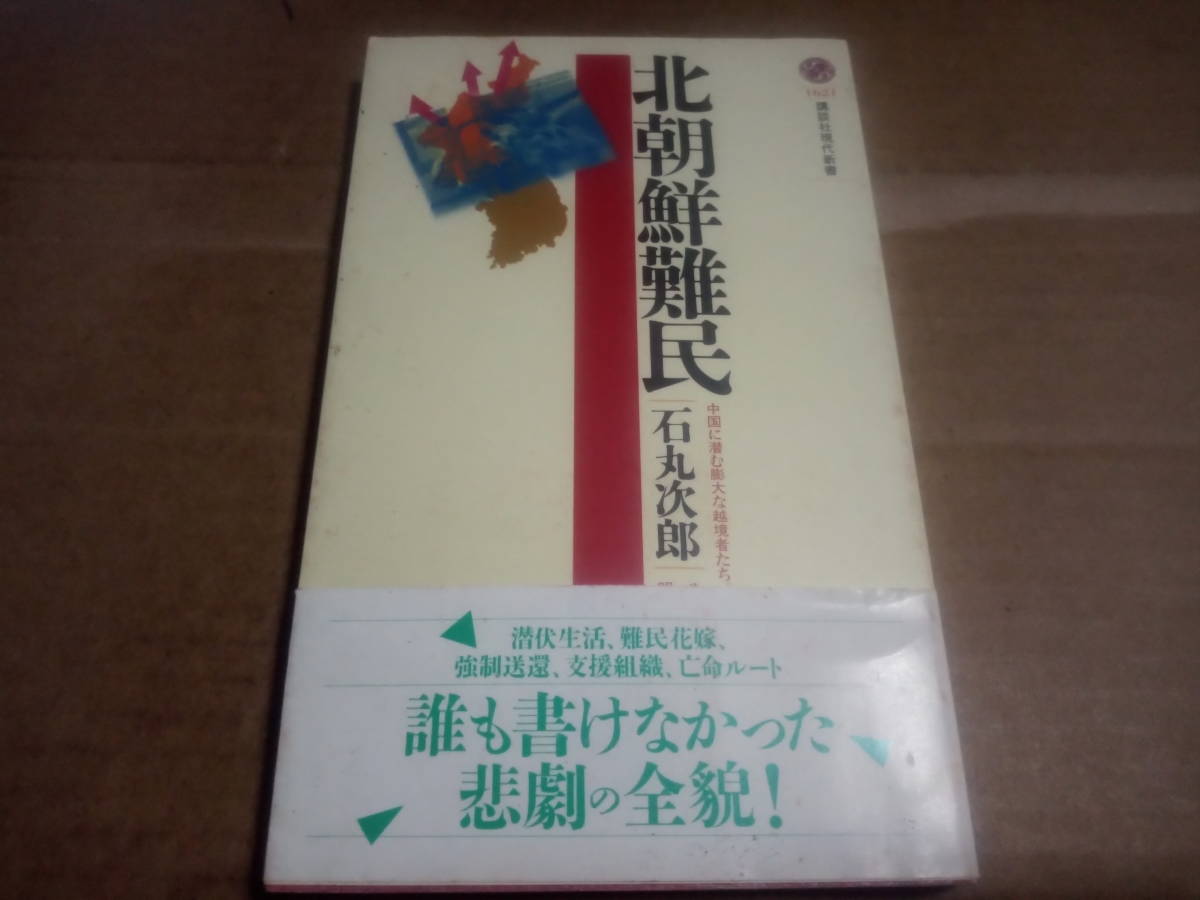 1621
講談社現代新書
北朝鮮難民
石丸次郎
中国に潜む膨大な越境者たち。
潜伏生活、難民花嫁、
強制送還、支援組織、亡命ルート
誰も書けなかった
悲劇の全貌!